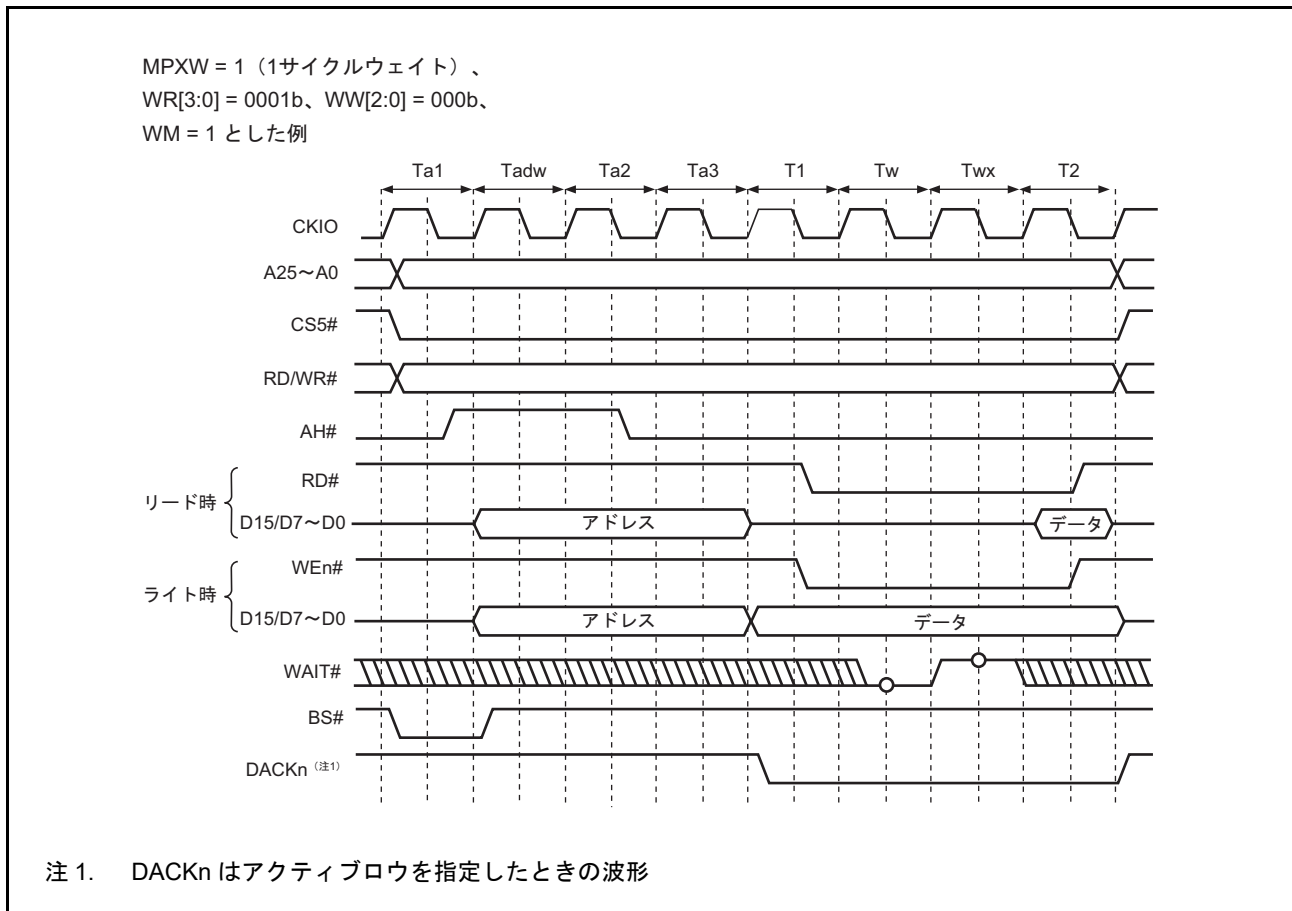 MPXW = 1（1サイクルウェイト）、
WR[3:0] = 0001b、WW[2:0] = 000b、
WM = 1 とした例
Ta1 Tadw Ta2 Ta3 T1 Tw Twx T2
CKIO
A25～A0
CS5#
RD/WR#
AH#
リード時
RD#
D15/D7～D0 アドレス データ
ライト時
WEn#
D15/D7～D0 アドレス データ
WAIT#
BS#
DACKn（注1）
注 1. DACKn はアクティブロウを指定したときの波形